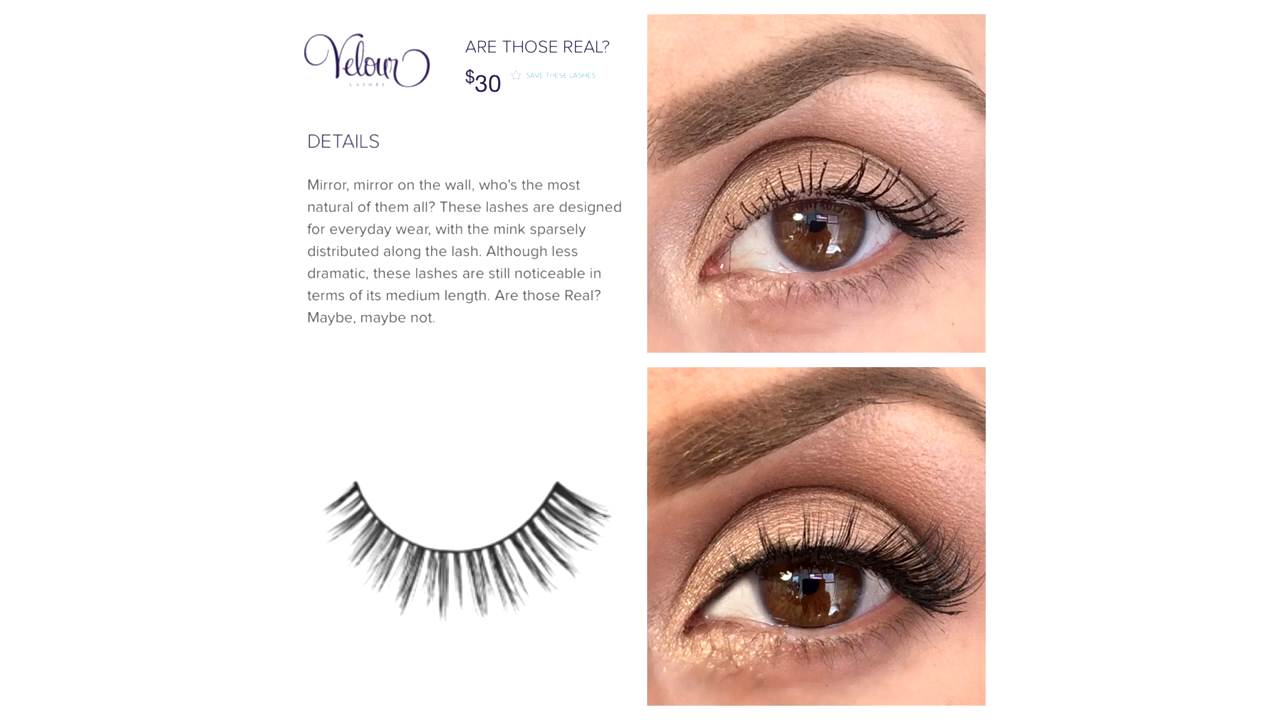 Velour
LASHES
ARE THOSE REAL?
$30
SAVE THESE LASHES
DETAILS
Mirror, mirror on the wall, who's the most
natural of them all? These lashes are designed
for everyday wear, with the mink sparsely
distributed along the lash. Although less
dramatic, these lashes are still noticeable in
terms of its medium length. Are those Real?
Maybe, maybe not.